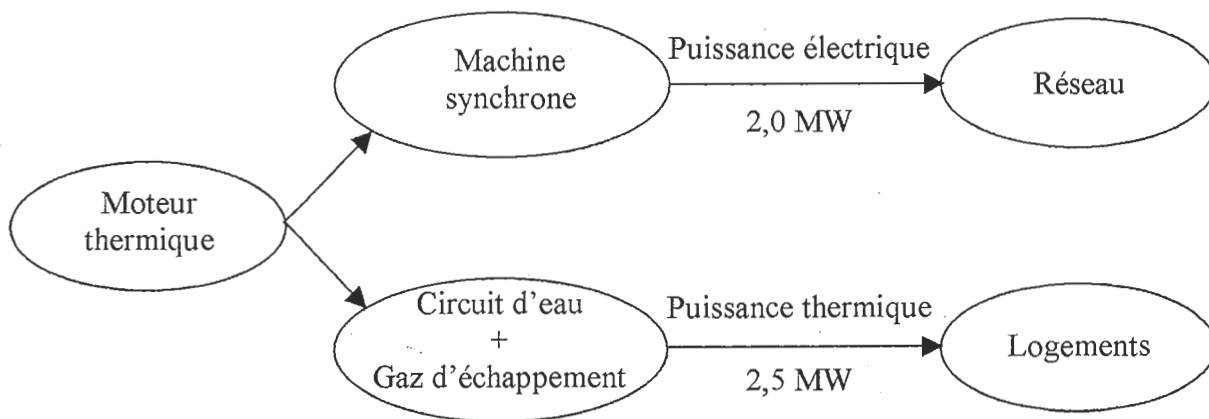 Moteur
thermique
Machine
synchrone
Puissance électrique
2,0 MW
Réseau
Circuit d'eau
+
Gaz d'échappement
Puissance thermique
2,5 MW
Logements